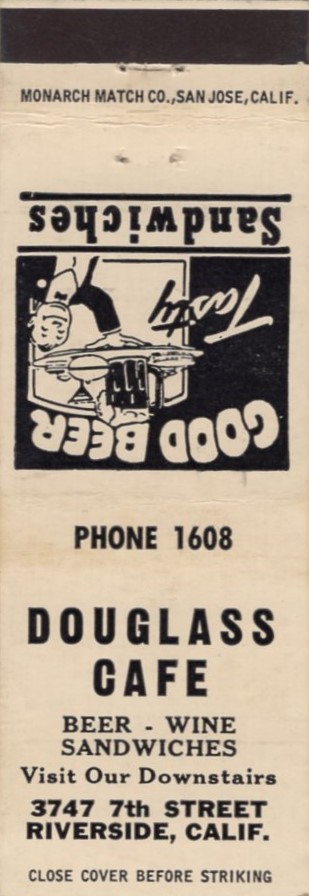 MONARCH MATCH CO., SAN JOSE, CALIF.
GOOD BEER
Tasty
Sandwiches
PHONE 1608
DOUGLASS
CAFE
BEER - WINE
SANDWICHES
Visit Our Downstairs
3747 7th STREET
RIVERSIDE, CALIF.
CLOSE COVER BEFORE STRIKING